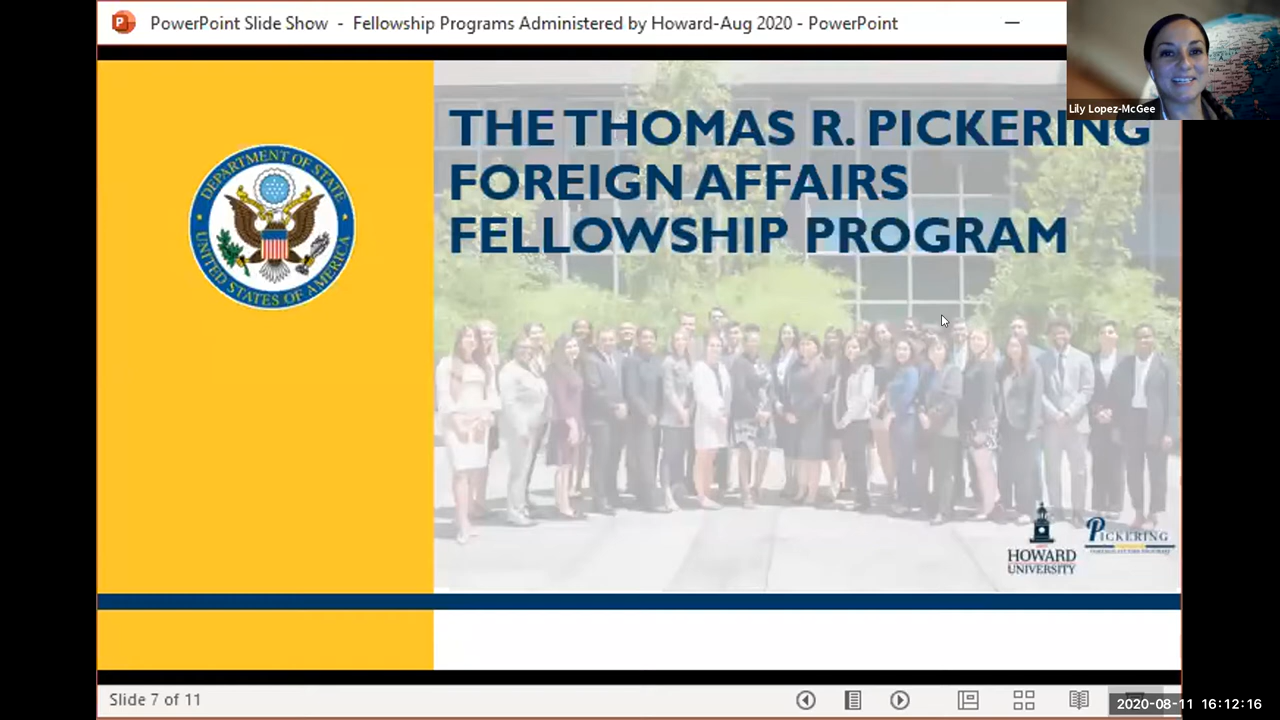 PowerPoint Slide Show - Fellowship Programs Administered by Howard-Aug 2020 - PowerPoint
Lily Lopez-McGee
THE THOMAS R. PICKERING
FOREIGN AFFAIRS
FELLOWSHIP PROGRAM
DEPARTMENT OF STATE
UNITED STATES OF AMERICA
HOWARD
UNIVERSITY
PICKERING
Slide 7 of 11
2020-08-11 16:12:16